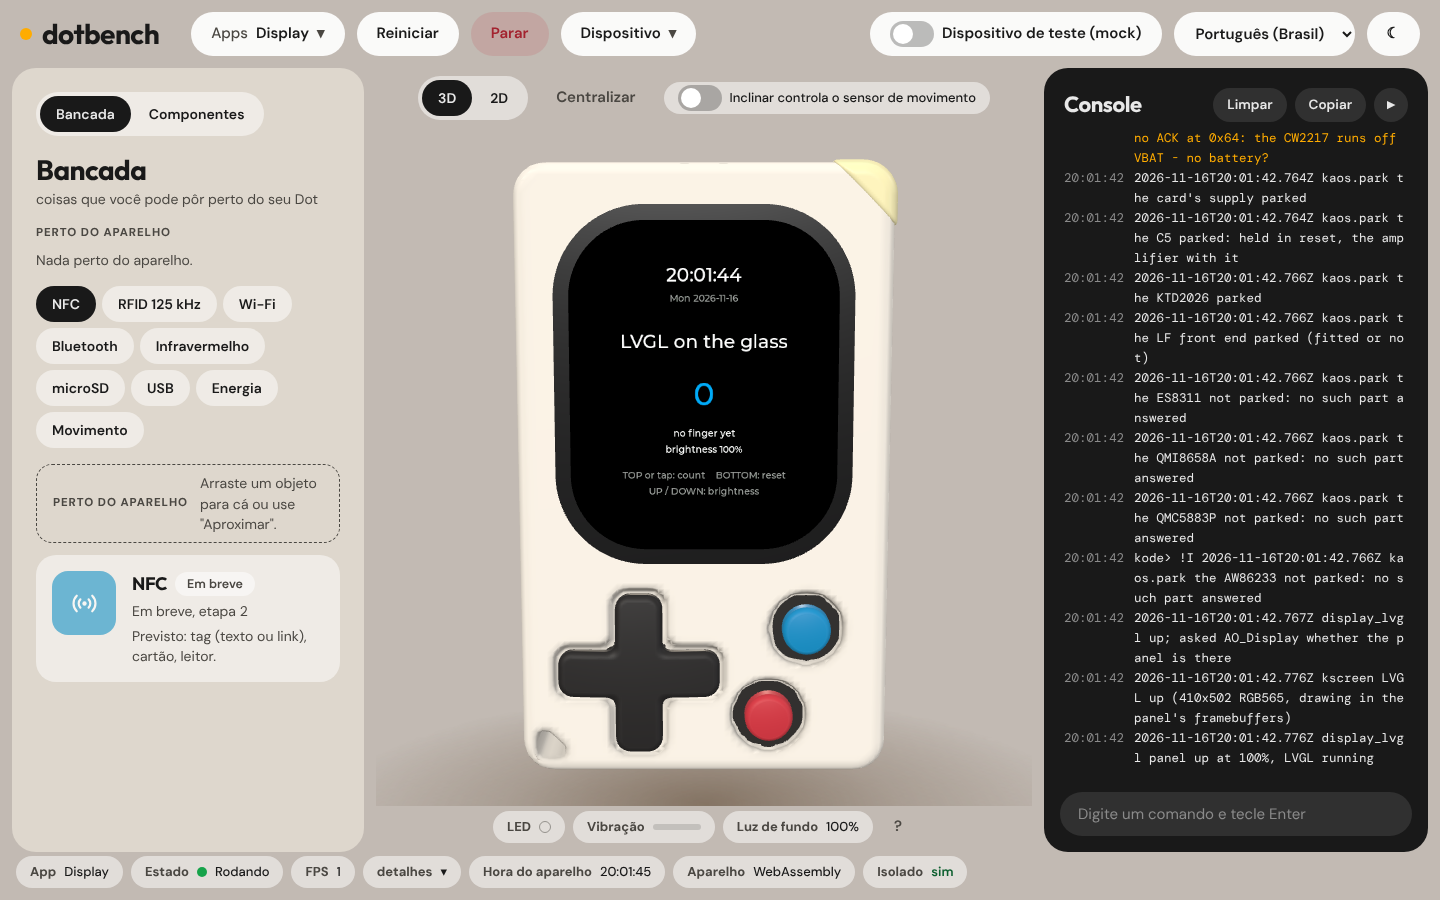 dotbench
Apps Display ▾
Reiniciar
Parar
Dispositivo ▾
Dispositivo de teste (mock)
Português (Brasil)
Bancada
Componentes
Bancada
coisas que você pode pôr perto do seu Dot
PERTO DO APARELHO
Nada perto do aparelho.
NFC
RFID 125 kHz
Wi-Fi
Bluetooth
Infravermelho
microSD
USB
Energia
Movimento
PERTO DO APARELHO
Arraste um objeto
para cá ou use
"Aproximar".
NFC
Em breve
Em breve, etapa 2
Previsto: tag (texto ou link),
cartão, leitor.
3D
2D
Centralizar
Inclinar controla o sensor de movimento
20:01:44
Mon 2026-11-16
LVGL on the glass
0
no finger yet
brightness 100%
TOP or tap: count BOTTOM: reset
UP / DOWN: brightness
LED
Vibração
Luz de fundo 100%
?
Console
Limpar
Copiar
no ACK at 0x64: the CW2217 runs off
VBAT - no battery?
20:01:42 2026-11-16T20:01:42.764Z kaos.park t
he card's supply parked
20:01:42 2026-11-16T20:01:42.764Z kaos.park t
he C5 parked: held in reset, the amp
lifier with it
20:01:42 2026-11-16T20:01:42.766Z kaos.park t
he KTD2026 parked
20:01:42 2026-11-16T20:01:42.766Z kaos.park t
he LF front end parked (fitted or no
t)
20:01:42 2026-11-16T20:01:42.766Z kaos.park t
he ES8311 not parked: no such part a
nswered
20:01:42 2026-11-16T20:01:42.766Z kaos.park t
he QMI8658A not parked: no such part
answered
20:01:42 2026-11-16T20:01:42.766Z kaos.park t
he QMC5883P not parked: no such part
answered
20:01:42 kode> !I 2026-11-16T20:01:42.766Z ka
os.park the AW86233 not parked: no s
uch part answered
20:01:42 2026-11-16T20:01:42.767Z display_lvg
l up; asked AO_Display whether the p
anel is there
20:01:42 2026-11-16T20:01:42.776Z kscreen LVG
L up (410x502 RGB565, drawing in the
panel's framebuffers)
20:01:42 2026-11-16T20:01:42.776Z display_lvg
l panel up at 100%, LVGL running
Digite um comando e tecle Enter
App Display
Estado Rodando
FPS 1
detalhes ▾
Hora do aparelho 20:01:45
Aparelho WebAssembly
Isolado sim